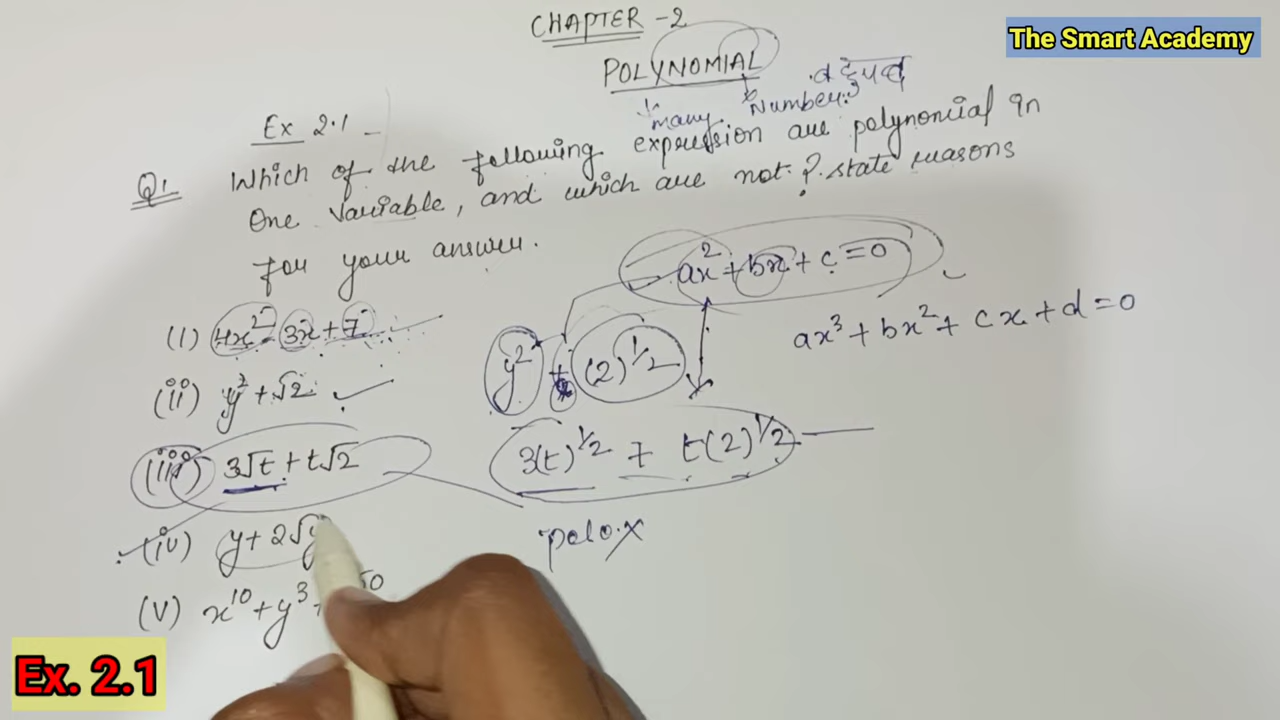 CHAPTER -2
The Smart Academy
POLYNOMIAL
many Number
Ex 2.1 -
Q1 Which of the following expression are polynomial in
One Variable, and which are not ? state reasons
for your answer.
ax² + bx + c = 0
(i) 4x² - 3x + 7
ax³ + bx² + cx + d = 0
(ii) y² + √2
y² + (2)^1/2
(iii) 3√t + t√2
3(t)^1/2 + t(2)^1/2
(iv) y + 2√y
polo.x
(v) x¹⁰ + y³ +
Ex. 2.1